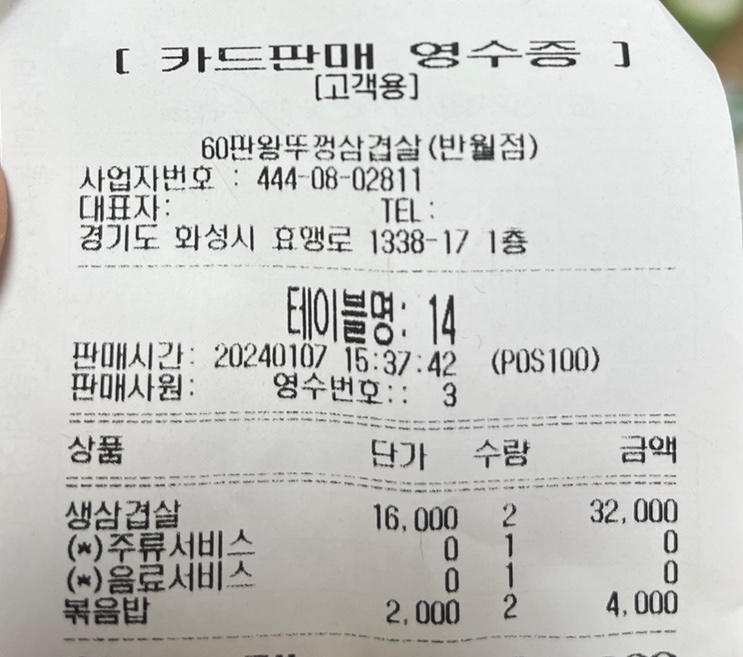 [ 카드판매 영수증 ]
[고객용]
60판왕뚜껑삼겹살(반월점)
사업자번호 : 444-08-02811
대표자: TEL:
경기도 화성시 효행로 1338-17 1층
테이블명: 14
판매시간: 20240107 15:37:42 (POS100)
판매사원: 영수번호:: 3
상품 단가 수량 금액
생삼겹살 16,000 2 32,000
(*)주류서비스 0 1 0
(*)음료서비스 0 1 0
볶음밥 2,000 2 4,000